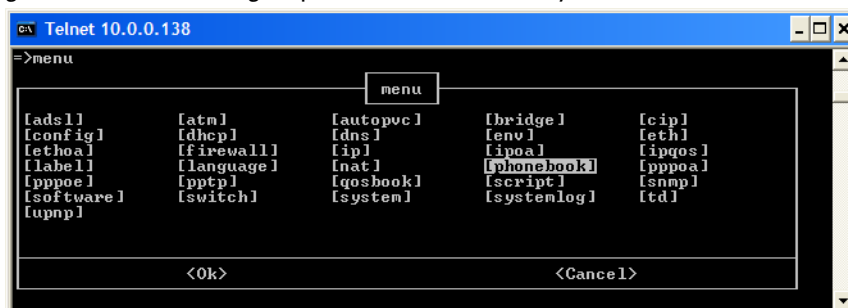 Telnet 10.0.0.138
=>menu
menu
[adsl] [atm] [autopvc] [bridge] [cip]
[config] [dhcp] [dns] [env] [eth]
[ethoa] [firewall] [ip] [ipoa] [ipqos]
[label] [language] [nat] [phonebook] [pppoa]
[pppoe] [pptp] [qosbook] [script] [snmp]
[software] [switch] [system] [systemlog] [td]
[upnp]
<Ok> <Cancel>